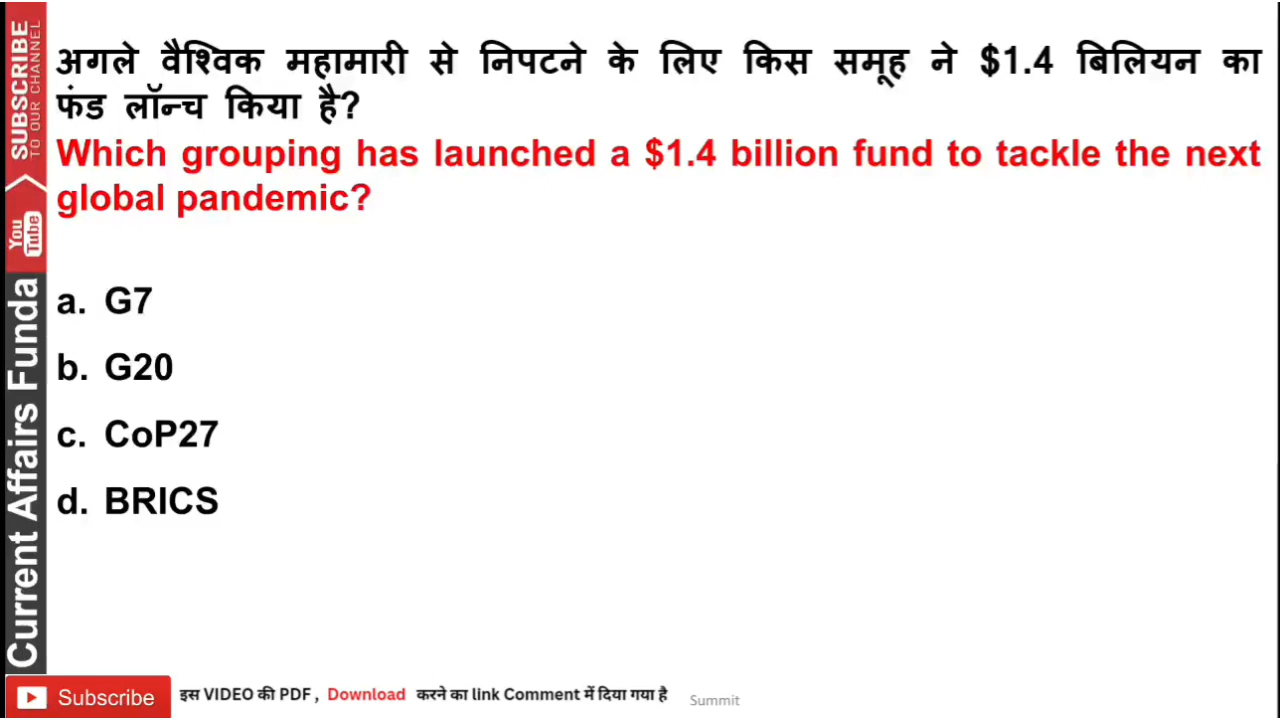 अगले वैश्विक महामारी से निपटने के लिए किस समूह ने $1.4 बिलियन का
फंड लॉन्च किया है?
Which grouping has launched a $1.4 billion fund to tackle the next
global pandemic?
a. G7
b. G20
c. CoP27
d. BRICS
SUBSCRIBE
TO OUR CHANNEL
You
Tube
Current Affairs Funda
Subscribe
इस VIDEO की PDF , Download करने का link Comment में दिया गया है
Summit